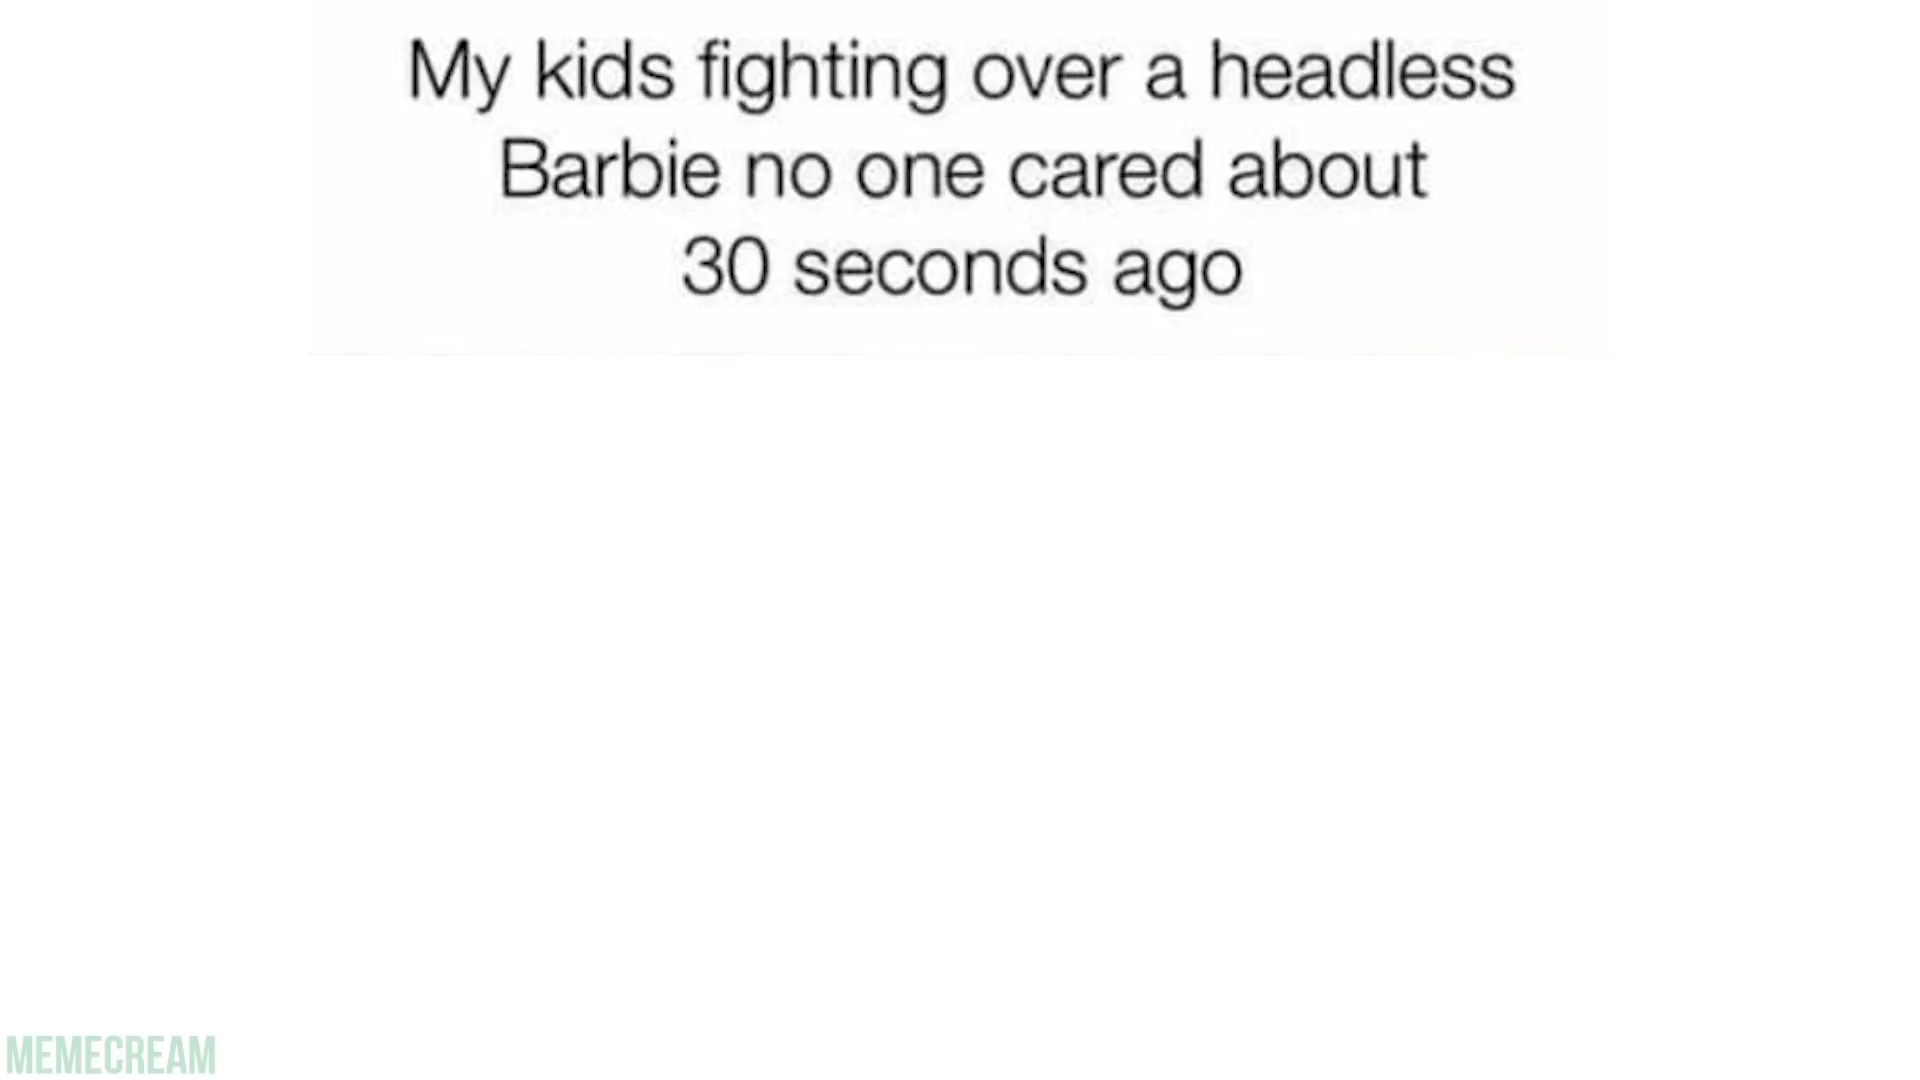 My kids fighting over a headless
Barbie no one cared about
30 seconds ago
MEMECREAM